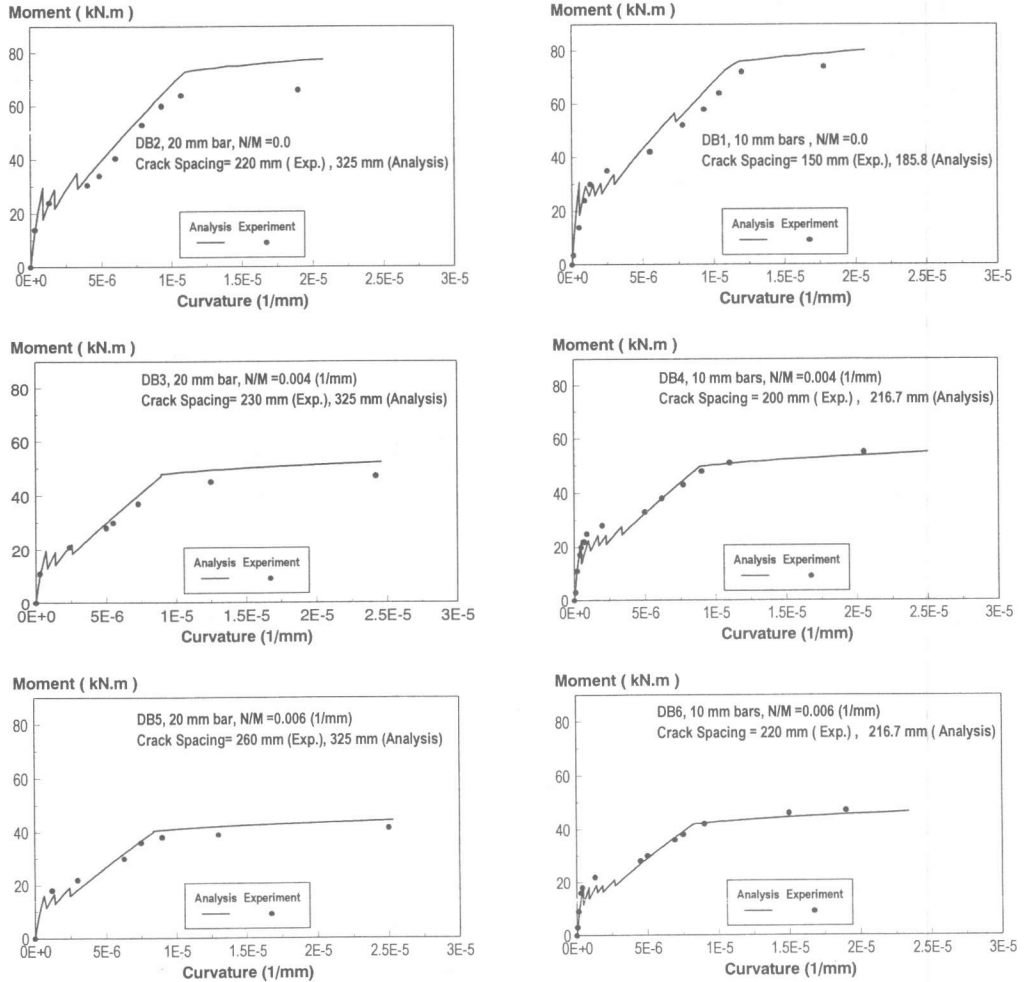 Moment ( kN.m )
80
60
40
20
0
DB2, 20 mm bar, N/M =0.0
Crack Spacing= 220 mm ( Exp.) , 325 mm (Analysis)
Analysis Experiment
0E+0 5E-6 1E-5 1.5E-5 2E-5 2.5E-5 3E-5
Curvature (1/mm)
Moment ( kN.m )
80
60
40
20
0
DB1, 10 mm bars , N/M =0.0
Crack Spacing= 150 mm (Exp.), 185.8 (Analysis)
Analysis Experiment
0E+0 5E-6 1E-5 1.5E-5 2E-5 2.5E-5 3E-5
Curvature (1/mm)
Moment ( kN.m )
80
60
40
20
0
DB3, 20 mm bar, N/M =0.004 (1/mm)
Crack Spacing= 230 mm (Exp.), 325 mm (Analysis)
Analysis Experiment
0E+0 5E-6 1E-5 1.5E-5 2E-5 2.5E-5 3E-5
Curvature (1/mm)
Moment ( kN.m )
80
60
40
20
0
DB4, 10 mm bars, N/M =0.004 (1/mm)
Crack Spacing = 200 mm ( Exp.) , 216.7 mm (Analysis)
Analysis Experiment
0E+0 5E-6 1E-5 1.5E-5 2E-5 2.5E-5 3E-5
Curvature (1/mm)
Moment ( kN.m )
80
60
40
20
0
DB5, 20 mm bar, N/M =0.006 (1/mm)
Crack Spacing= 260 mm (Exp.), 325 mm (Analysis)
Analysis Experiment
0E+0 5E-6 1E-5 1.5E-5 2E-5 2.5E-5 3E-5
Curvature (1/mm)
Moment ( kN.m )
80
60
40
20
0
DB6, 10 mm bars, N/M=0.006 (1/mm)
Crack Spacing = 220 mm ( Exp.) , 216.7 mm ( Analysis)
Analysis Experiment
0E+0 5E-6 1E-5 1.5E-5 2E-5 2.5E-5 3E-5
Curvature (1/mm)